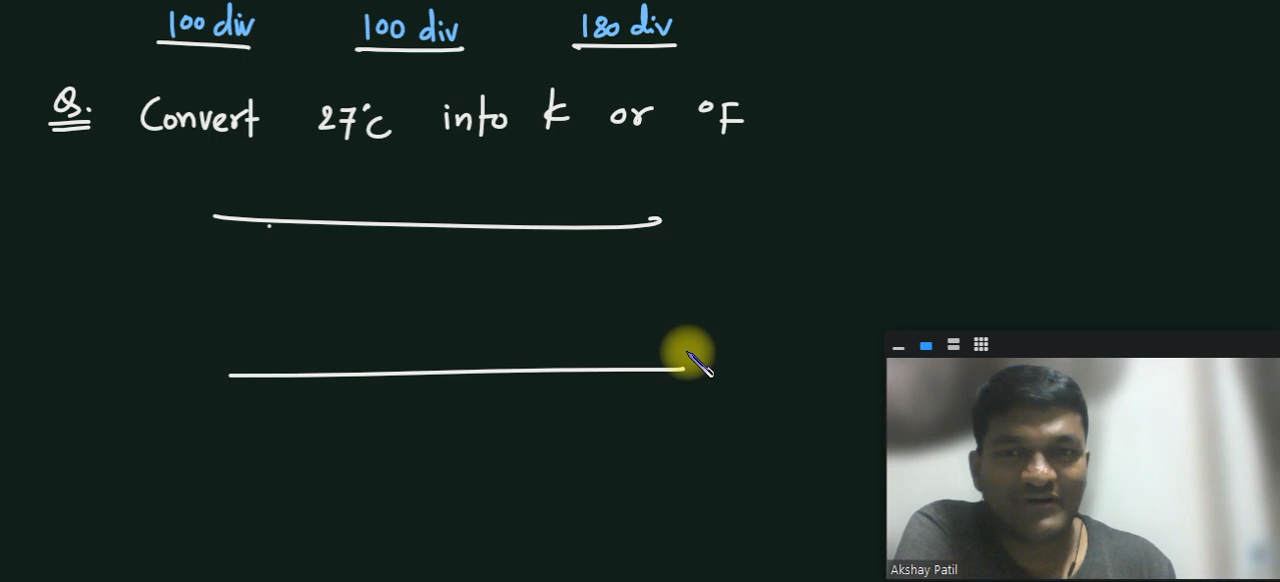 100 div 100 div 180 div
Q. Convert 27°C into k or °F
Akshay Patil